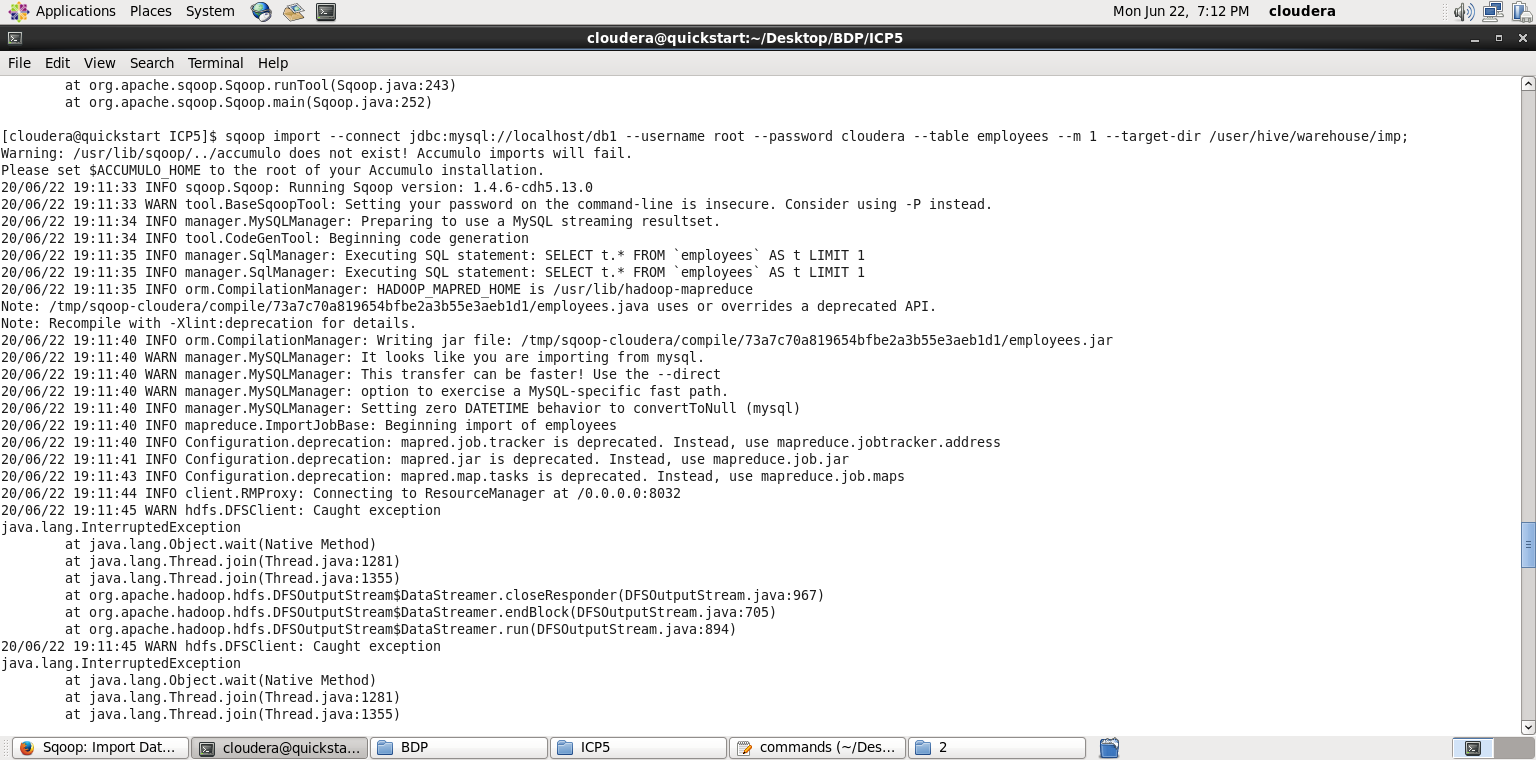 Applications Places System Mon Jun 22, 7:12 PM cloudera
cloudera@quickstart:~/Desktop/BDP/ICP5
File Edit View Search Terminal Help
        at org.apache.sqoop.Sqoop.runTool(Sqoop.java:243)
        at org.apache.sqoop.Sqoop.main(Sqoop.java:252)
[cloudera@quickstart ICP5]$ sqoop import --connect jdbc:mysql://localhost/db1 --username root --password cloudera --table employees --m 1 --target-dir /user/hive/warehouse/imp;
Warning: /usr/lib/sqoop/../accumulo does not exist! Accumulo imports will fail.
Please set $ACCUMULO_HOME to the root of your Accumulo installation.
20/06/22 19:11:33 INFO sqoop.Sqoop: Running Sqoop version: 1.4.6-cdh5.13.0
20/06/22 19:11:33 WARN tool.BaseSqoopTool: Setting your password on the command-line is insecure. Consider using -P instead.
20/06/22 19:11:34 INFO manager.MySQLManager: Preparing to use a MySQL streaming resultset.
20/06/22 19:11:34 INFO tool.CodeGenTool: Beginning code generation
20/06/22 19:11:35 INFO manager.SqlManager: Executing SQL statement: SELECT t.* FROM `employees` AS t LIMIT 1
20/06/22 19:11:35 INFO manager.SqlManager: Executing SQL statement: SELECT t.* FROM `employees` AS t LIMIT 1
20/06/22 19:11:35 INFO orm.CompilationManager: HADOOP_MAPRED_HOME is /usr/lib/hadoop-mapreduce
Note: /tmp/sqoop-cloudera/compile/73a7c70a819654bfbe2a3b55e3aeb1d1/employees.java uses or overrides a deprecated API.
Note: Recompile with -Xlint:deprecation for details.
20/06/22 19:11:40 INFO orm.CompilationManager: Writing jar file: /tmp/sqoop-cloudera/compile/73a7c70a819654bfbe2a3b55e3aeb1d1/employees.jar
20/06/22 19:11:40 WARN manager.MySQLManager: It looks like you are importing from mysql.
20/06/22 19:11:40 WARN manager.MySQLManager: This transfer can be faster! Use the --direct
20/06/22 19:11:40 WARN manager.MySQLManager: option to exercise a MySQL-specific fast path.
20/06/22 19:11:40 INFO manager.MySQLManager: Setting zero DATETIME behavior to convertToNull (mysql)
20/06/22 19:11:40 INFO mapreduce.ImportJobBase: Beginning import of employees
20/06/22 19:11:40 INFO Configuration.deprecation: mapred.job.tracker is deprecated. Instead, use mapreduce.jobtracker.address
20/06/22 19:11:41 INFO Configuration.deprecation: mapred.jar is deprecated. Instead, use mapreduce.job.jar
20/06/22 19:11:43 INFO Configuration.deprecation: mapred.map.tasks is deprecated. Instead, use mapreduce.job.maps
20/06/22 19:11:44 INFO client.RMProxy: Connecting to ResourceManager at /0.0.0.0:8032
20/06/22 19:11:45 WARN hdfs.DFSClient: Caught exception
java.lang.InterruptedException
        at java.lang.Object.wait(Native Method)
        at java.lang.Thread.join(Thread.java:1281)
        at java.lang.Thread.join(Thread.java:1355)
        at org.apache.hadoop.hdfs.DFSOutputStream$DataStreamer.closeResponder(DFSOutputStream.java:967)
        at org.apache.hadoop.hdfs.DFSOutputStream$DataStreamer.endBlock(DFSOutputStream.java:705)
        at org.apache.hadoop.hdfs.DFSOutputStream$DataStreamer.run(DFSOutputStream.java:894)
20/06/22 19:11:45 WARN hdfs.DFSClient: Caught exception
java.lang.InterruptedException
        at java.lang.Object.wait(Native Method)
        at java.lang.Thread.join(Thread.java:1281)
        at java.lang.Thread.join(Thread.java:1355)
Sqoop: Import Dat... cloudera@quicksta... BDP ICP5 commands (~/Des... 2